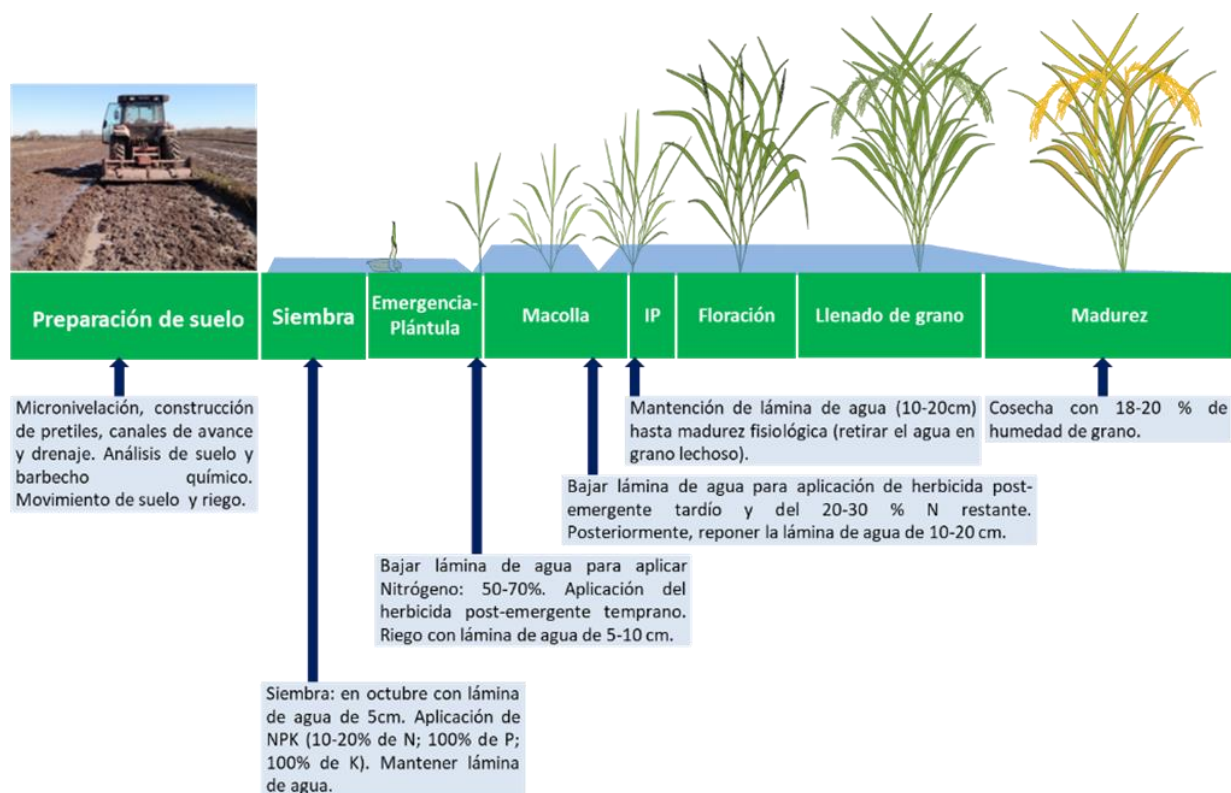 Preparación de suelo
Siembra
Emergencia-
Plántula
Macolla
IP
Floración
Llenado de grano
Madurez
Micronivelación, construcción
de pretiles, canales de avance
y drenaje. Análisis de suelo y
barbecho químico.
Movimiento de suelo y riego.
Mantención de lámina de agua (10-20cm)
hasta madurez fisiológica (retirar el agua en
grano lechoso).
Cosecha con 18-20 % de
humedad de grano.
Bajar lámina de agua para aplicación de herbicida post-
emergente tardío y del 20-30 % N restante.
Posteriormente, reponer la lámina de agua de 10-20 cm.
Bajar lámina de agua para aplicar
Nitrógeno: 50-70%. Aplicación del
herbicida post-emergente temprano.
Riego con lámina de agua de 5-10 cm.
Siembra: en octubre con lámina
de agua de 5cm. Aplicación de
NPK (10-20% de N; 100% de P;
100% de K). Mantener lámina
de agua.